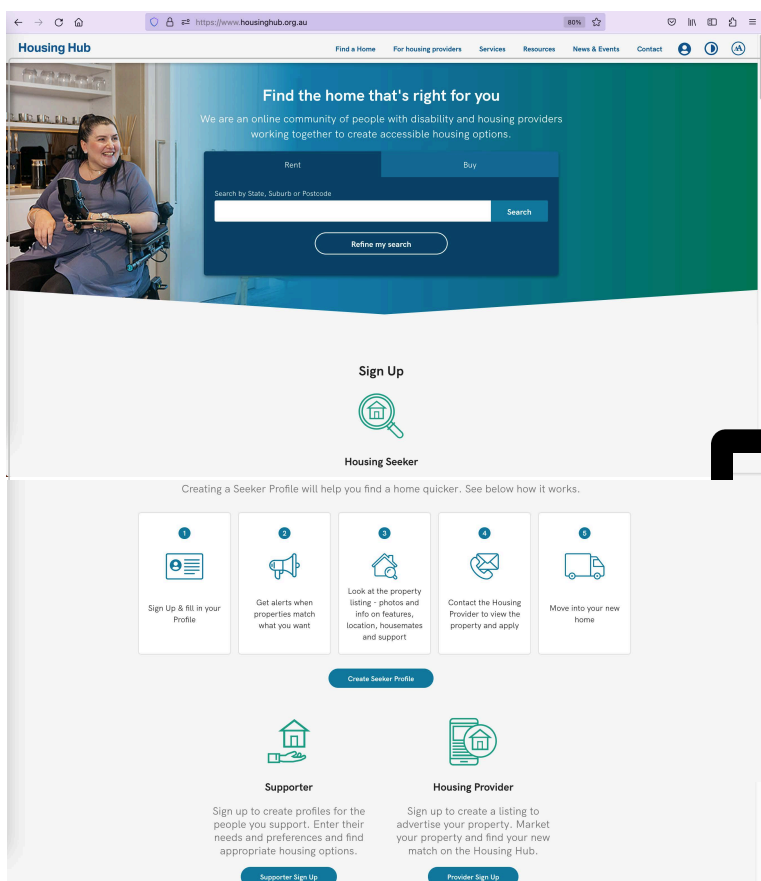 https://www.housinghub.org.au
80%
Housing Hub
Find a Home
For housing providers
Services
Resources
News & Events
Contact
AA
Find the home that's right for you
We are an online community of people with disability and housing providers
working together to create accessible housing options.
Rent
Buy
Search by State, Suburb or Postcode
Search
Refine my search
Sign Up
Housing Seeker
Creating a Seeker Profile will help you find a home quicker. See below how it works.
1
Sign Up & fill in your
Profile
2
Get alerts when
properties match
what you want
3
Look at the property
listing - photos and
info on features,
location, housemates
and support
4
Contact the Housing
Provider to view the
property and apply
5
Move into your new
home
Create Seeker Profile
Supporter
Sign up to create profiles for the
people you support. Enter their
needs and preferences and find
appropriate housing options.
Supporter Sign Up
Housing Provider
Sign up to create a listing to
advertise your property. Market
your property and find your new
match on the Housing Hub.
Provider Sign Up